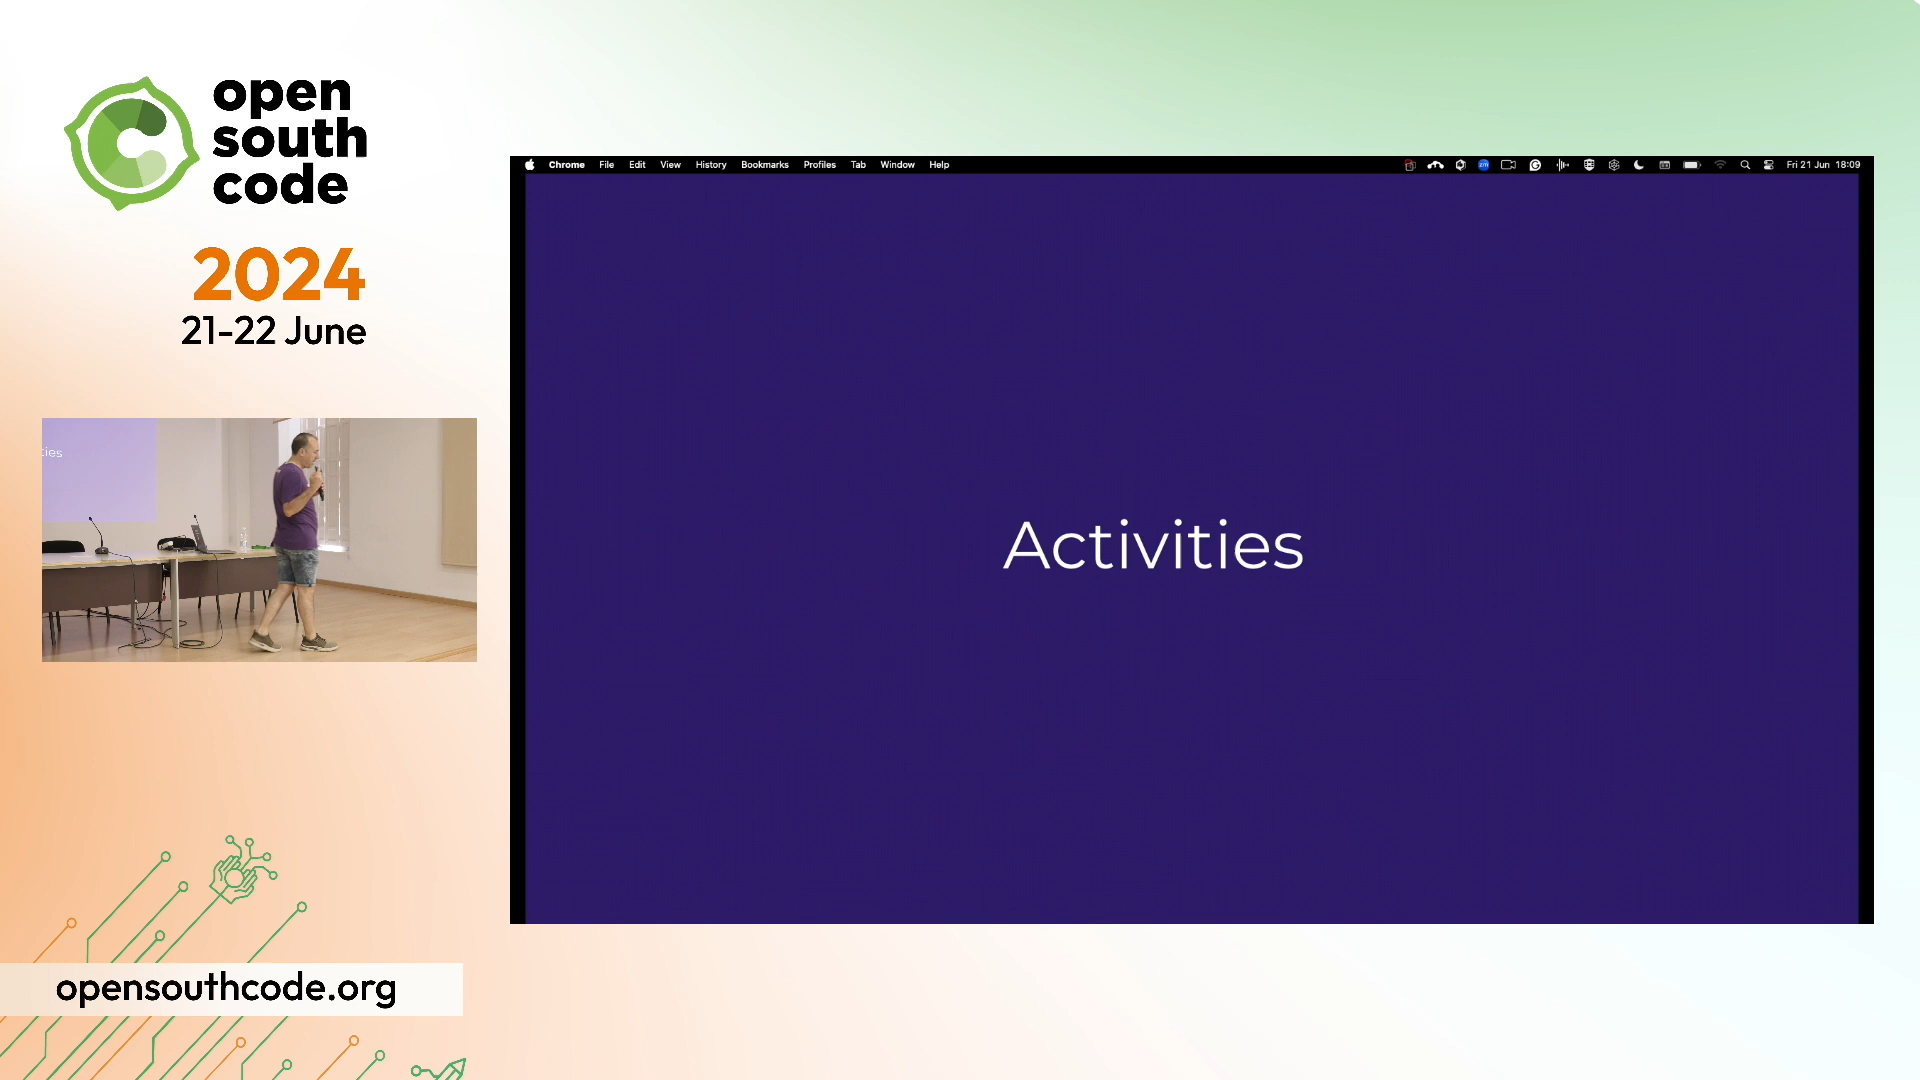 open
south
code
2024
21-22 June
Chrome File Edit View History Bookmarks Profiles Tab Window Help
Fri 21 Jun 18:09
Activities
ties
opensouthcode.org